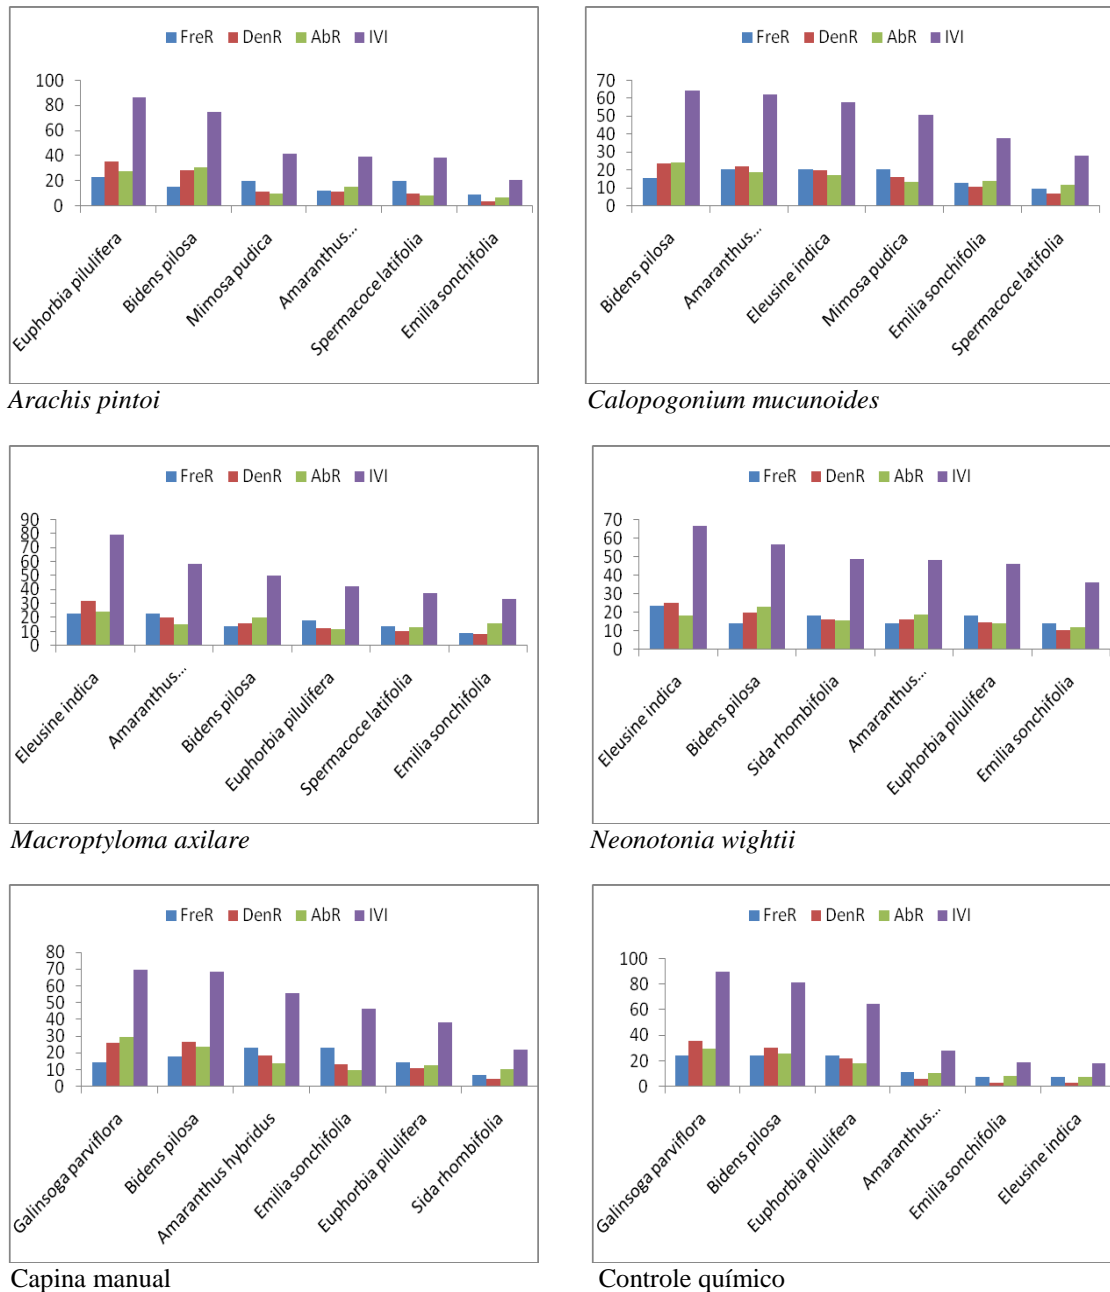 FreR DenR AbR IVI
100
80
60
40
20
0
Euphorbia pilulifera
Bidens pilosa
Mimosa pudica
Amaranthus...
Spermacoce latifolia
Emilia sonchifolia
Arachis pintoi
FreR DenR AbR IVI
70
60
50
40
30
20
10
0
Bidens pilosa
Amaranthus...
Eleusine indica
Mimosa pudica
Emilia sonchifolia
Spermacoce latifolia
Calopogonium mucunoides
FreR DenR AbR IVI
90
80
70
60
50
40
30
20
10
0
Eleusine indica
Amaranthus...
Bidens pilosa
Euphorbia pilulifera
Spermacoce latifolia
Emilia sonchifolia
Macroptyloma axilare
FreR DenR AbR IVI
70
60
50
40
30
20
10
0
Eleusine indica
Bidens pilosa
Sida rhombifolia
Amaranthus...
Euphorbia pilulifera
Emilia sonchifolia
Neonotonia wightii
FreR DenR AbR IVI
80
70
60
50
40
30
20
10
0
Galinsoga parviflora
Bidens pilosa
Amaranthus hybridus
Emilia sonchifolia
Euphorbia pilulifera
Sida rhombifolia
Capina manual
FreR DenR AbR IVI
100
80
60
40
20
0
Galinsoga parviflora
Bidens pilosa
Euphorbia pilulifera
Amaranthus...
Emilia sonchifolia
Eleusine indica
Controle químico